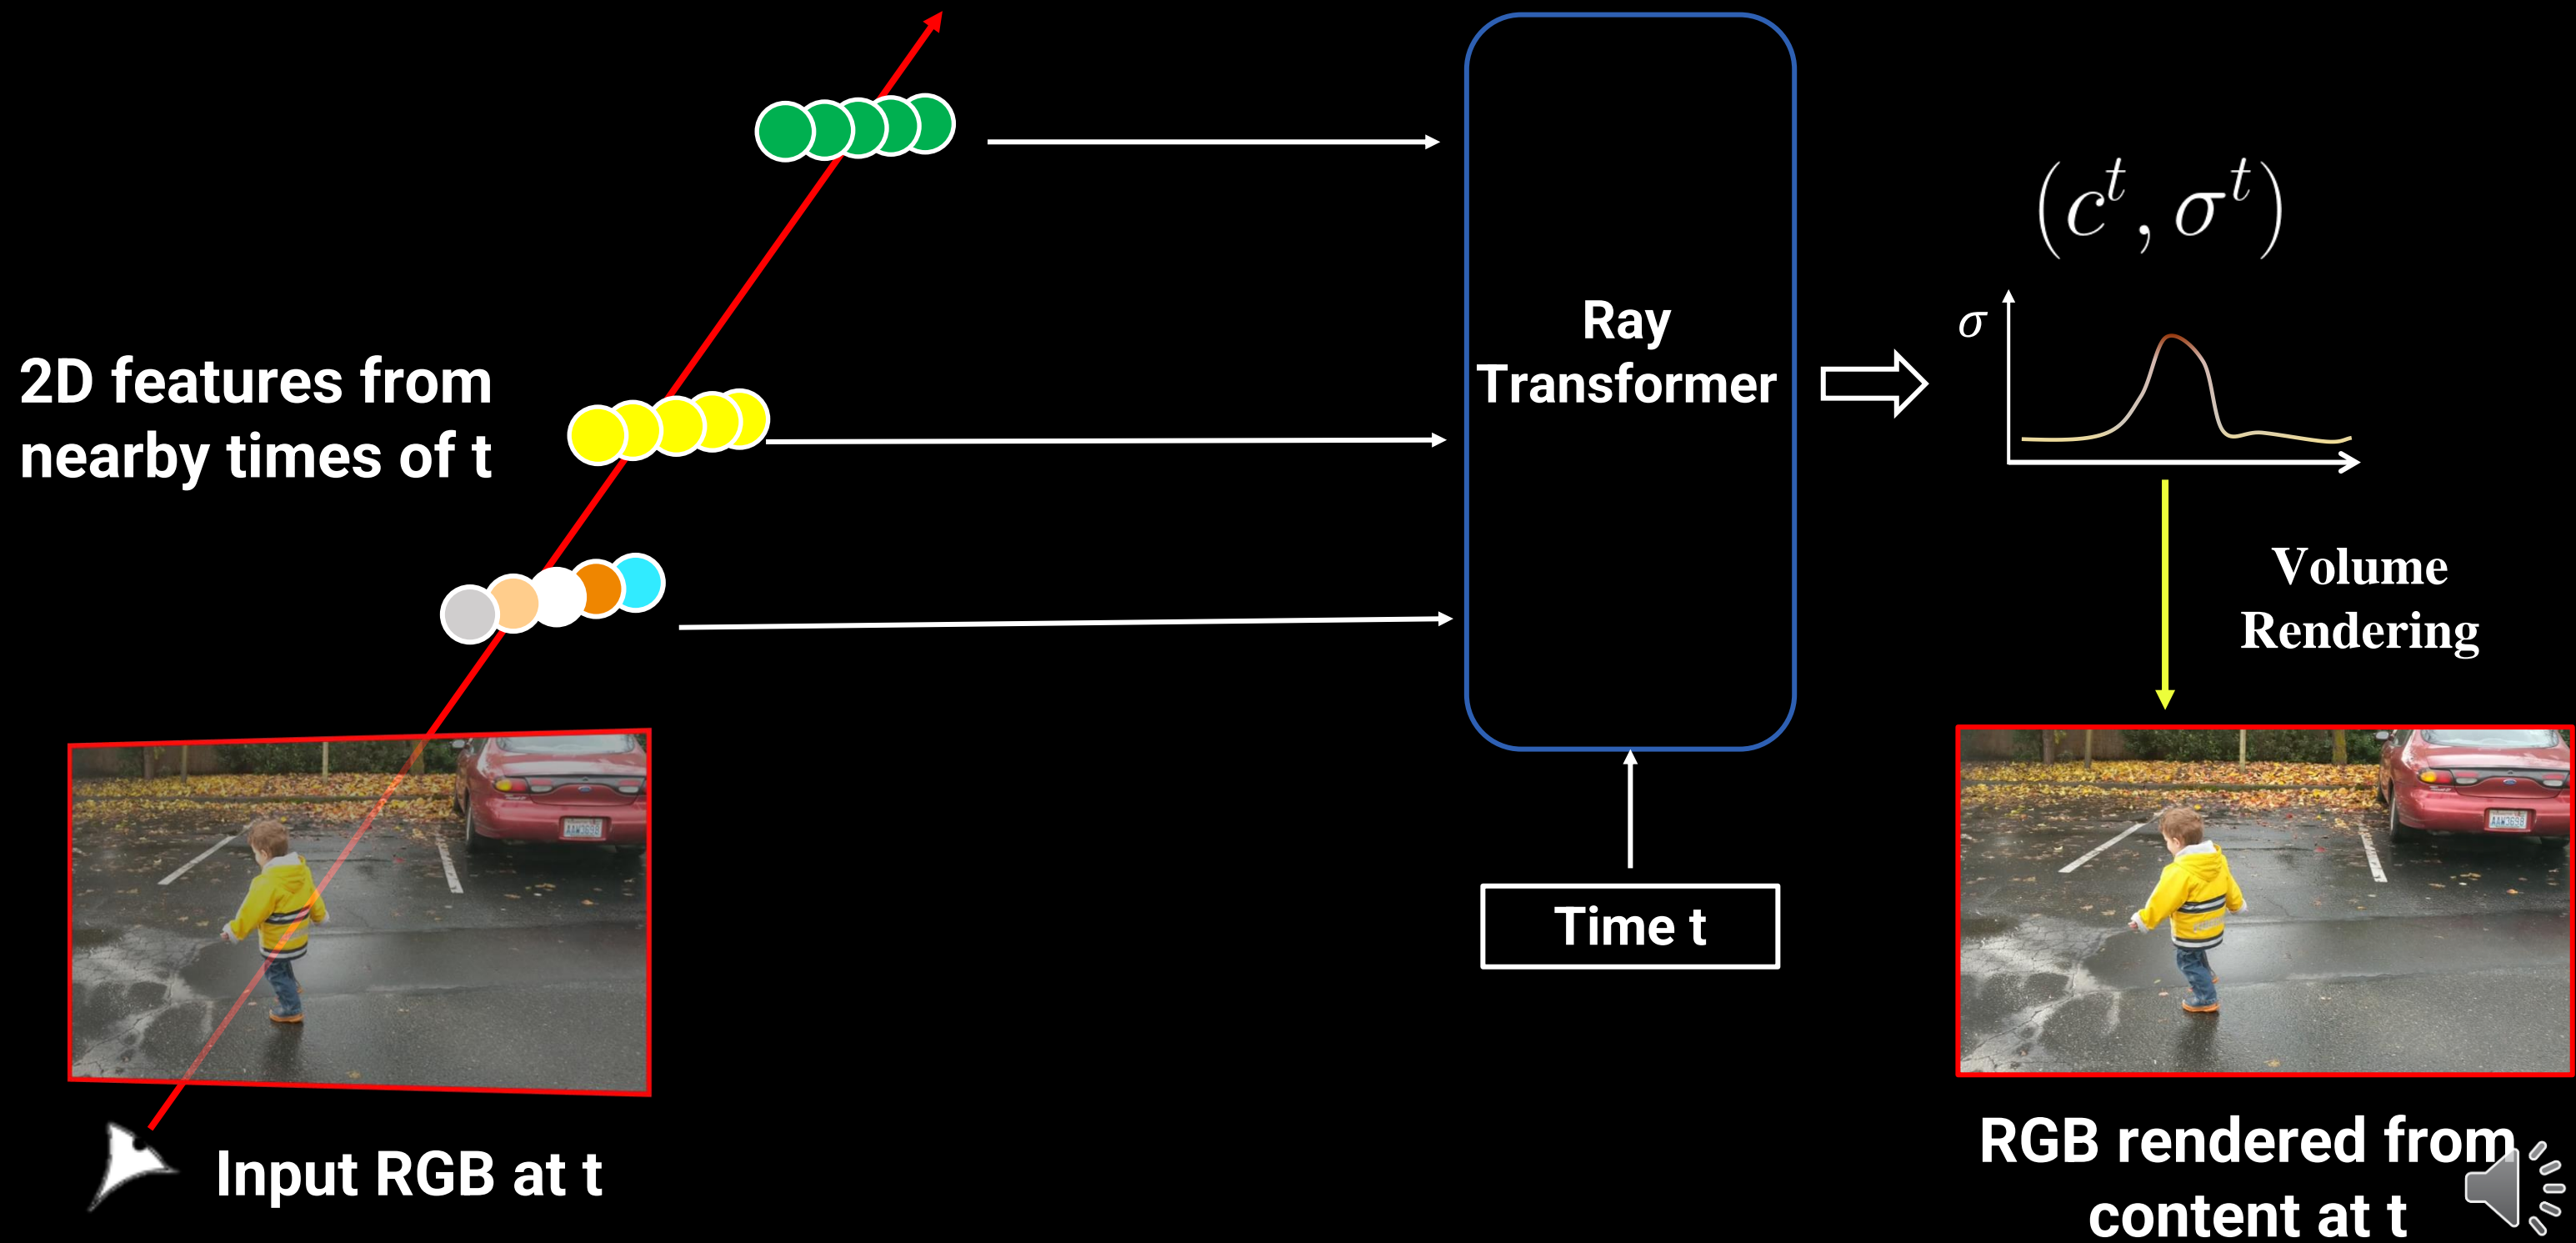 2D features from
nearby times of t
Input RGB at t
Ray
Transformer
Time t
(c^t, σ^t)
σ
Volume
Rendering
RGB rendered from
content at t